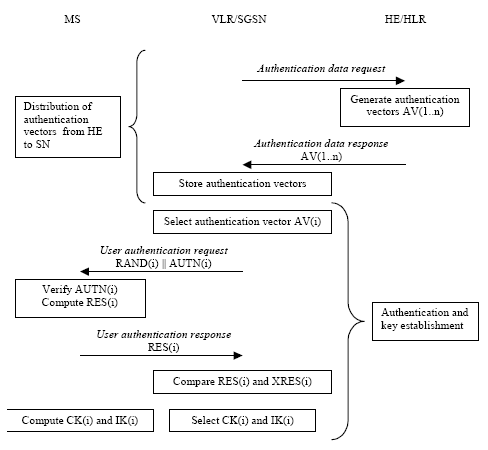 MS VLR/SGSN HE/HLR
Authentication data request
Distribution of
authentication
vectors from HE
to SN
Generate authentication
vectors AV(1..n)
Authentication data response
AV(1..n)
Store authentication vectors
Select authentication vector AV(i)
User authentication request
RAND(i) || AUTN(i)
Verify AUTN(i)
Compute RES(i)
Authentication and
key establishment
User authentication response
RES(i)
Compare RES(i) and XRES(i)
Compute CK(i) and IK(i)
Select CK(i) and IK(i)